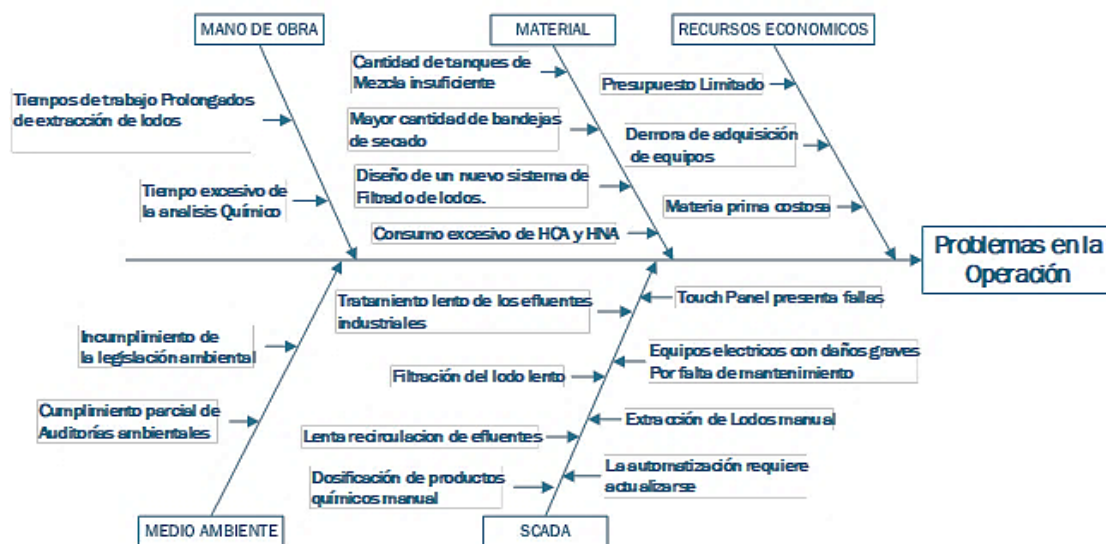 MANO DE OBRA
MATERIAL
RECURSOS ECONOMICOS
Tiempos de trabajo Prolongados
de extracción de lodos
Tiempo excesivo de
la analisis Químico
Cantidad de tanques de
Mezcla insuficiente
Mayor cantidad de bandejas
de secado
Diseño de un nuevo sistema de
Filtrado de lodos.
Consumo excesivo de HCA y HNA
Presupuesto Limitado
Demora de adquisición
de equipos
Materia prima costosa
Problemas en la
Operación
Incumplimiento de
la legislación ambiental
Cumplimiento parcial de
Auditorías ambientales
Tratamiento lento de los efluentes
industriales
Filtración del lodo lento
Lenta recirculacion de efluentes
Dosificación de productos
químicos manual
Touch Panel presenta fallas
Equipos electricos con daños graves
Por falta de mantenimiento
Extracción de Lodos manual
La automatización requiere
actualizarse
MEDIO AMBIENTE
SCADA